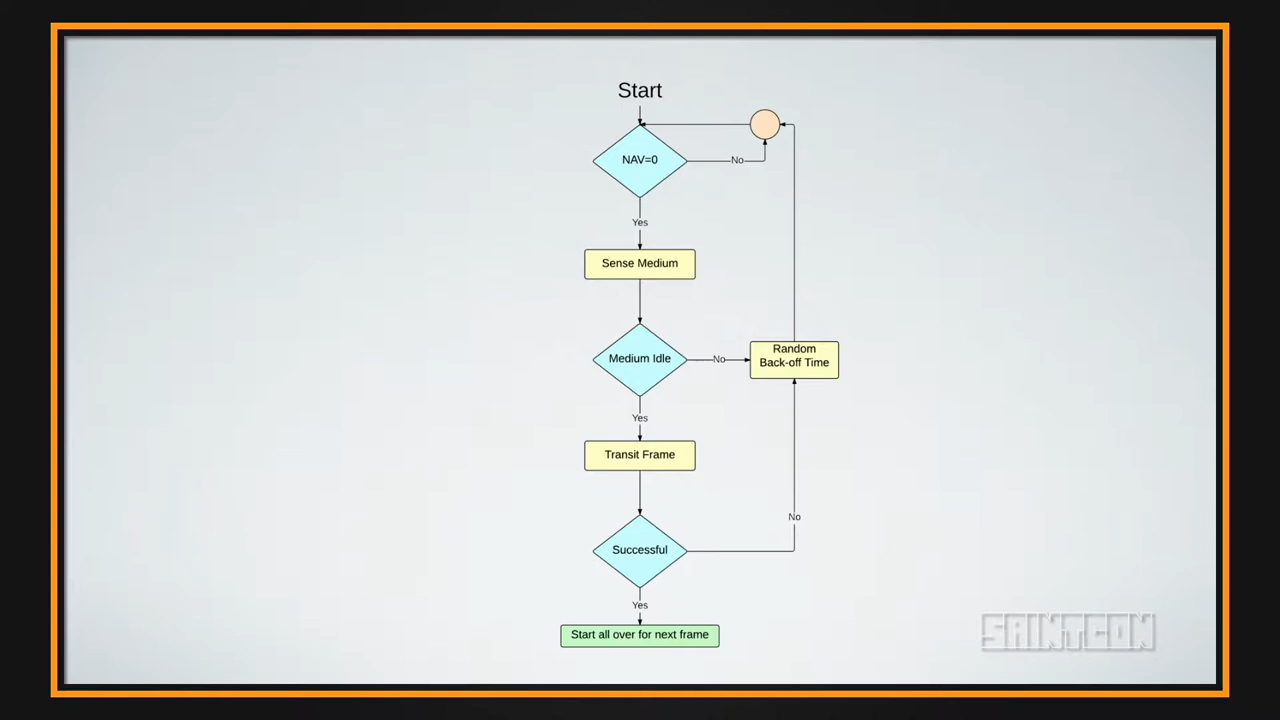 Start
NAV=0
No
Yes
Sense Medium
Medium Idle
No
Random
Back-off Time
Yes
Transit Frame
No
Successful
Yes
Start all over for next frame
SAINTCON